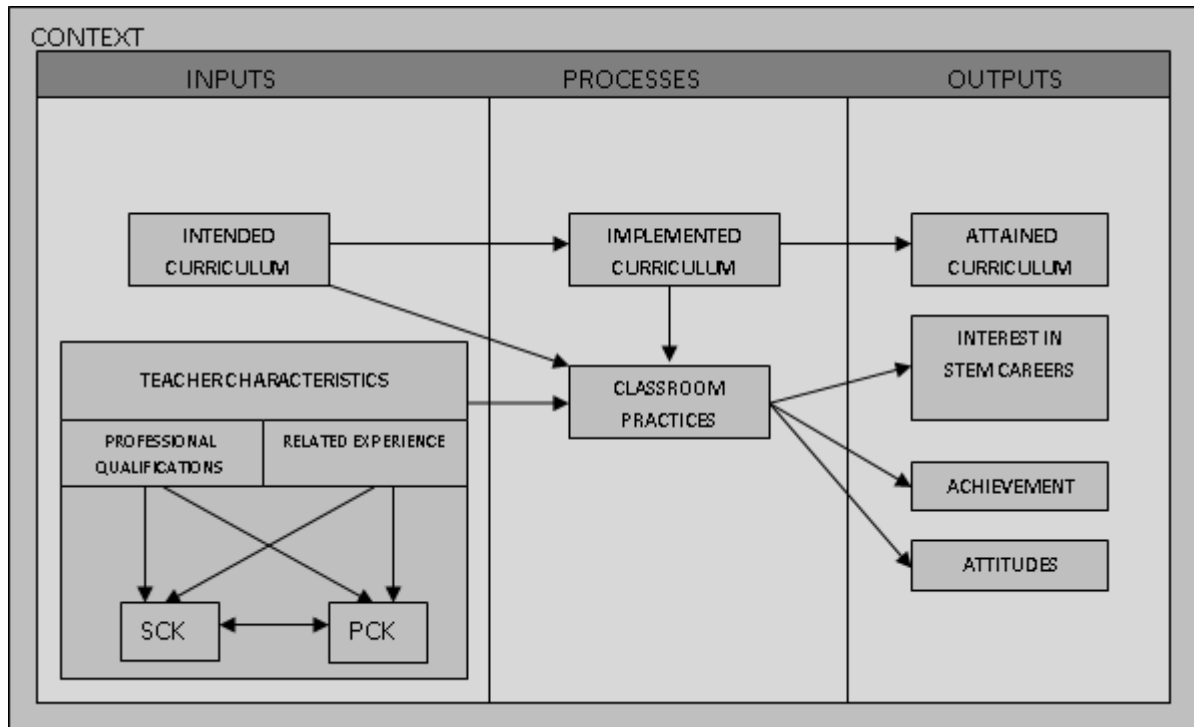 CONTEXT
INPUTS
PROCESSES
OUTPUTS
INTENDED
CURRICULUM
IMPLEMENTED
CURRICULUM
ATTAINED
CURRICULUM
TEACHER CHARACTERISTICS
PROFESSIONAL
QUALIFICATIONS
RELATED EXPERIENCE
SCK
PCK
CLASSROOM
PRACTICES
INTEREST IN
STEM CAREERS
ACHIEVEMENT
ATTITUDES